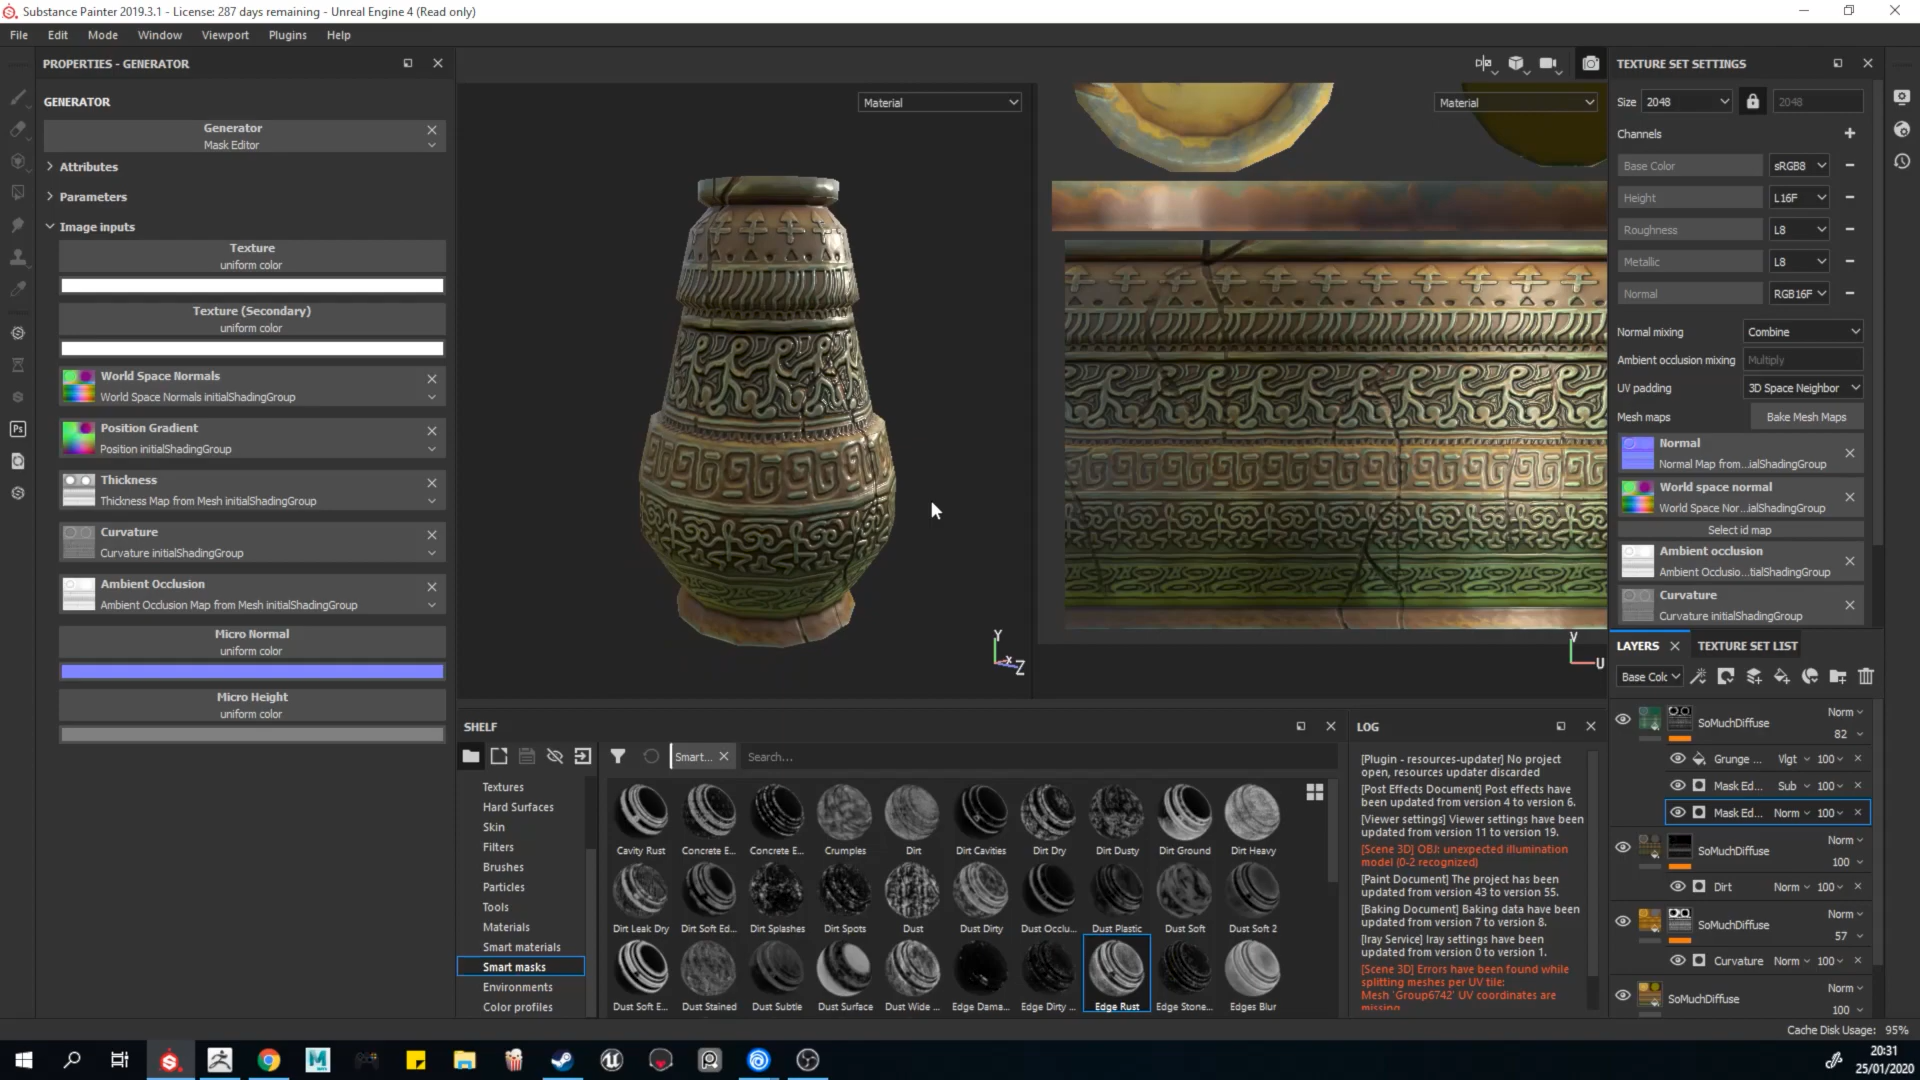 Substance Painter 2019.3.1 - License: 287 days remaining - Unreal Engine 4 (Read only)
File Edit Mode Window Viewport Plugins Help
PROPERTIES - GENERATOR
GENERATOR
Generator
Mask Editor
Attributes
Parameters
Image inputs
Texture
uniform color
Texture (Secondary)
uniform color
World Space Normals
World Space Normals initialShadingGroup
Position Gradient
Position initialShadingGroup
Thickness
Thickness Map from Mesh initialShadingGroup
Curvature
Curvature initialShadingGroup
Ambient Occlusion
Ambient Occlusion Map from Mesh initialShadingGroup
Micro Normal
uniform color
Micro Height
uniform color
Ps
Material
Y
X
Z
Material
V
U
SHELF
Smart...
Search...
Textures
Hard Surfaces
Skin
Filters
Brushes
Particles
Tools
Materials
Smart materials
Smart masks
Environments
Color profiles
Cavity Rust Concrete E... Concrete E... Crumples Dirt Dirt Cavities Dirt Dry Dirt Dusty Dirt Ground Dirt Heavy
Dirt Leak Dry Dirt Soft Ed... Dirt Splashes Dirt Spots Dust Dust Dirty Dust Occlu... Dust Plastic Dust Soft Dust Soft 2
Dust Soft E... Dust Stained Dust Subtle Dust Surface Dust Wide ... Edge Dama... Edge Dirty ... Edge Rust Edge Stone... Edges Blur
LOG
[Plugin - resources-updater] No project
open, resources updater discarded
[Post Effects Document] Post effects have
been updated from version 4 to version 6.
[Viewer settings] Viewer settings have been
updated from version 11 to version 19.
[Scene 3D] OBJ: unexpected illumination
model (0-2 recognized)
[Paint Document] The project has been
updated from version 43 to version 55.
[Baking Document] Baking data have been
updated from version 7 to version 8.
[Iray Service] Iray settings have been
updated from version 0 to version 1.
[Scene 3D] Errors have been found while
splitting meshes per UV tile:
Mesh 'Group6742' UV coordinates are
missing
TEXTURE SET SETTINGS
Size 2048 2048
Channels
Base Color sRGB8
Height L16F
Roughness L8
Metallic L8
Normal RGB16F
Normal mixing Combine
Ambient occlusion mixing Multiply
UV padding 3D Space Neighbor
Mesh maps Bake Mesh Maps
Normal
Normal Map from...ialShadingGroup
World space normal
World Space Nor...ialShadingGroup
Select id map
Ambient occlusion
Ambient Occlusio...tialShadingGroup
Curvature
Curvature initialShadingGroup
LAYERS TEXTURE SET LIST
Base Colc
SoMuchDiffuse Norm 82
Grunge ... Vlgt 100
Mask Ed... Sub 100
Mask Ed... Norm 100
SoMuchDiffuse Norm 100
Dirt Norm 100
SoMuchDiffuse Norm 57
Curvature Norm 100
SoMuchDiffuse Norm 100
Cache Disk Usage: 95%
20:31
25/01/2020